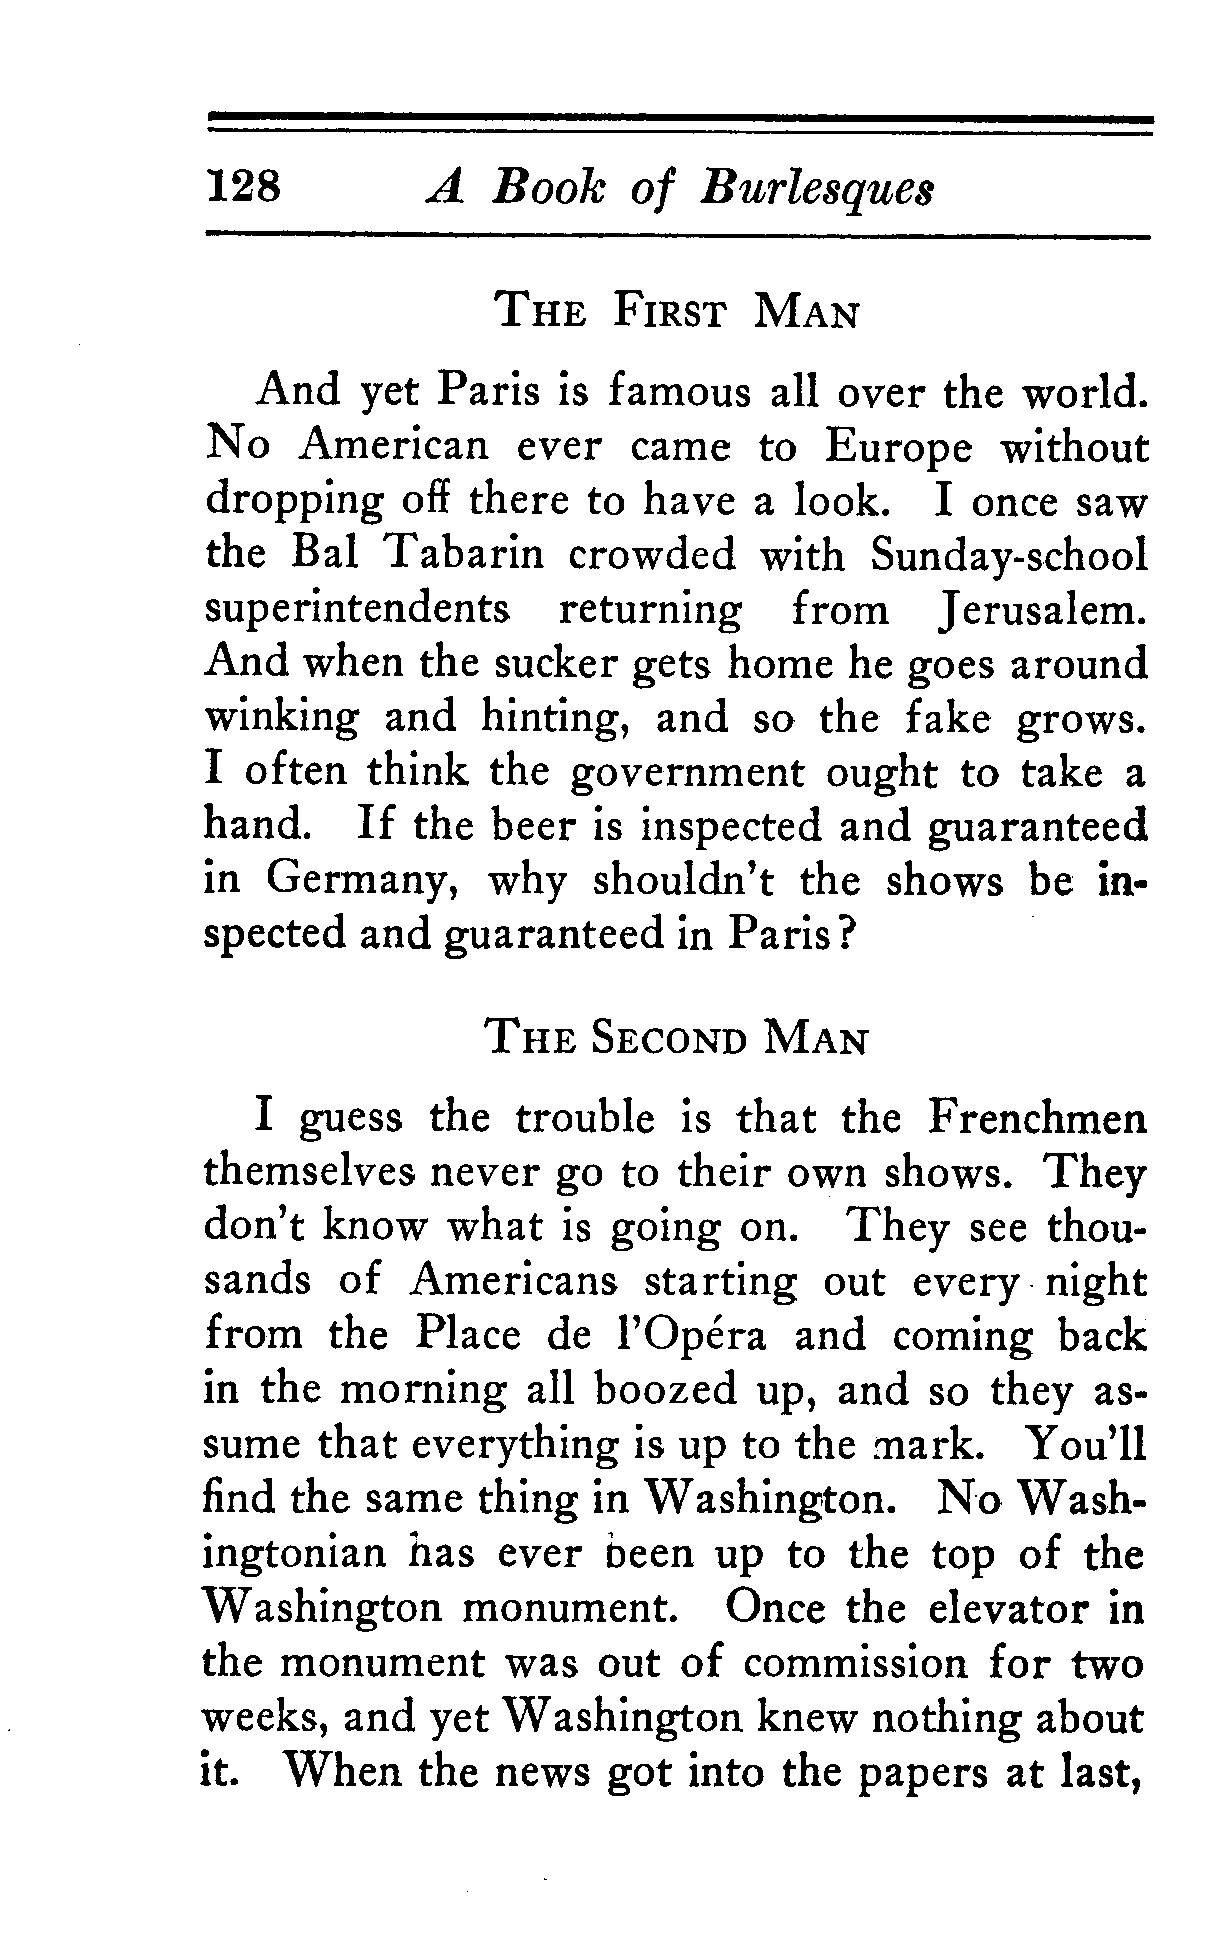 128 A Book of Burlesques
The First Man
And yet Paris is famous all over the world.
No American ever came to Europe without
dropping off there to have a look. I once saw
the Bal Tabarin crowded with Sunday-school
superintendents returning from Jerusalem.
And when the sucker gets home he goes around
winking and hinting, and so the fake grows.
I often think the government ought to take a
hand. If the beer is inspected and guaranteed
in Germany, why shouldn't the shows be in-
spected and guaranteed in Paris?
The Second Man
I guess the trouble is that the Frenchmen
themselves never go to their own shows. They
don't know what is going on. They see thou-
sands of Americans starting out every night
from the Place de l'Opéra and coming back
in the morning all boozed up, and so they as-
sume that everything is up to the mark. You'll
find the same thing in Washington. No Wash-
ingtonian has ever been up to the top of the
Washington monument. Once the elevator in
the monument was out of commission for two
weeks, and yet Washington knew nothing about
it. When the news got into the papers at last,